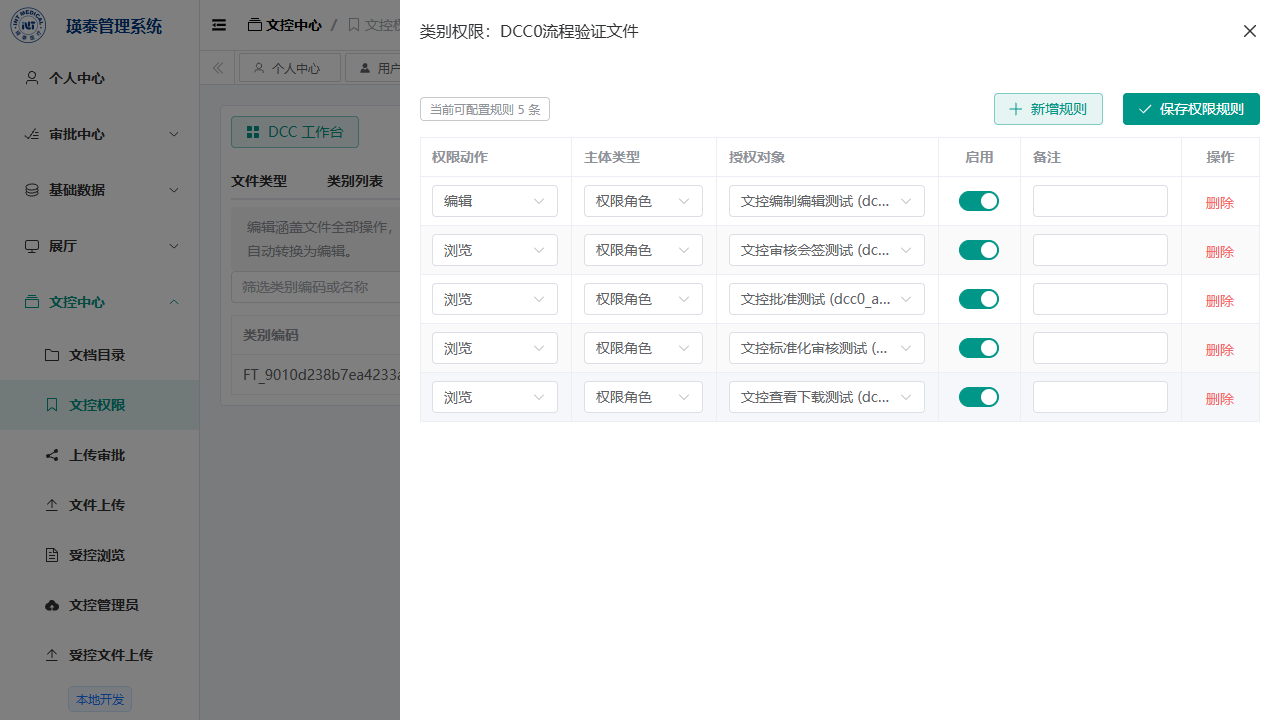 瑛泰管理系统
个人中心
审批中心
基础数据
展厅
文控中心
文档目录
文控权限
上传审批
文件上传
受控浏览
文控管理员
受控文件上传
本地开发
文控中心 / 文控
个人中心
用户
DCC 工作台
文件类型 类别列表
编辑涵盖文件全部操作，
自动转换为编辑。
筛选类别编码或名称
类别编码
FT_9010d238b7ea4233a
类别权限：DCC0流程验证文件
当前可配置规则 5 条
新增规则
保存权限规则
权限动作 主体类型 授权对象 启用 备注 操作
编辑 权限角色 文控编制编辑测试 (dc... 删除
浏览 权限角色 文控审核会签测试 (dc... 删除
浏览 权限角色 文控批准测试 (dcc0_a... 删除
浏览 权限角色 文控标准化审核测试 (... 删除
浏览 权限角色 文控查看下载测试 (dc... 删除